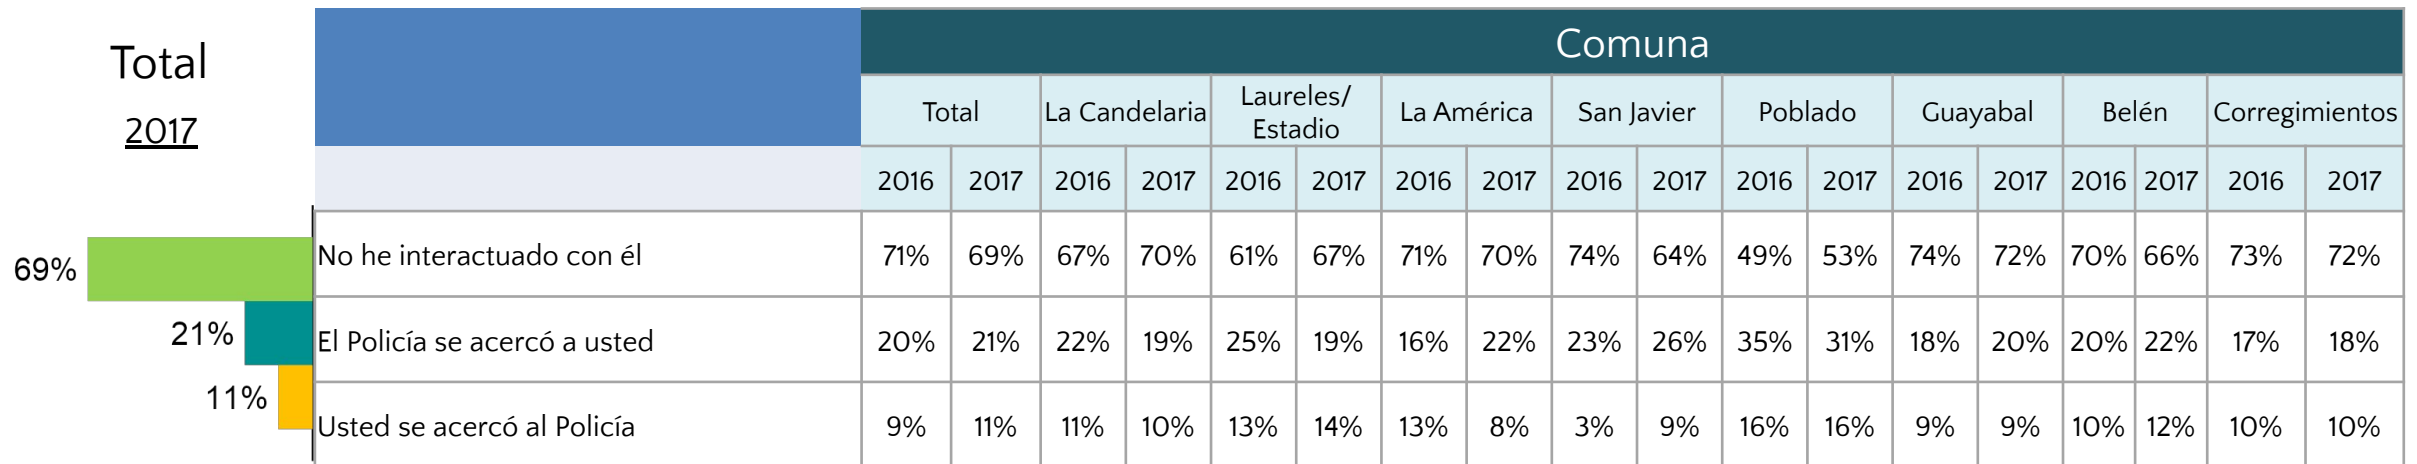 Total
2017
Comuna
Total La Candelaria Laureles/ Estadio La América San Javier Poblado Guayabal Belén Corregimientos
2016 2017 2016 2017 2016 2017 2016 2017 2016 2017 2016 2017 2016 2017 2016 2017 2016 2017
69% No he interactuado con él 71% 69% 67% 70% 61% 67% 71% 70% 74% 64% 49% 53% 74% 72% 70% 66% 73% 72%
21% El Policía se acercó a usted 20% 21% 22% 19% 25% 19% 16% 22% 23% 26% 35% 31% 18% 20% 20% 22% 17% 18%
11% Usted se acercó al Policía 9% 11% 11% 10% 13% 14% 13% 8% 3% 9% 16% 16% 9% 9% 10% 12% 10% 10%